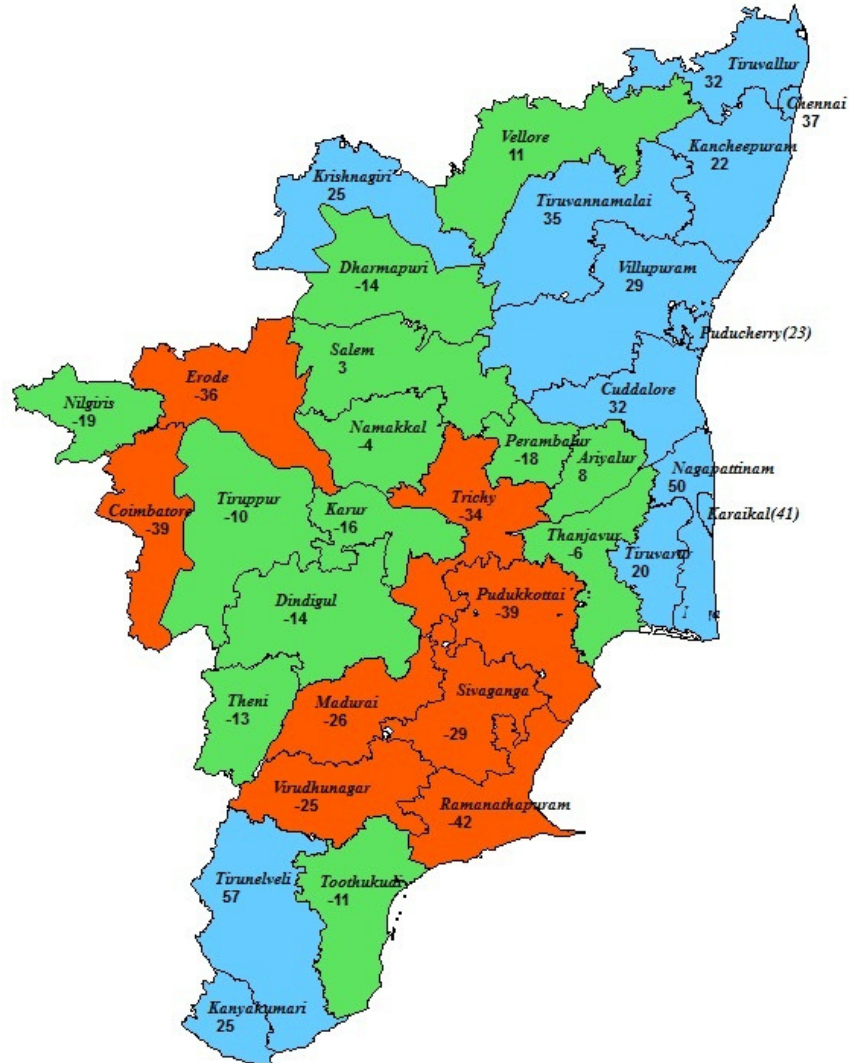 Tiruvallur
32
Chennai
37
Kancheepuram
22
Vellore
11
Krishnagiri
25
Tiruvannamalai
35
Dharmapuri
-14
Villupuram
29
Puducherry(23)
Salem
3
Erode
-36
Cuddalore
32
Nilgiris
-19
Namakkal
-4
Perambalur
-18
Ariyalur
8
Nagapattinam
50
Karaikal(41)
Coimbatore
-39
Tiruppur
-10
Karur
-16
Trichy
-34
Thanjavur
-6
Tiruvarur
20
Pudukkottai
-39
Dindigul
-14
Theni
-13
Madurai
-26
Sivaganga
-29
Virudhunagar
-25
Ramanathapuram
-42
Tirunelveli
57
Toothukudi
-11
Kanyakumari
25